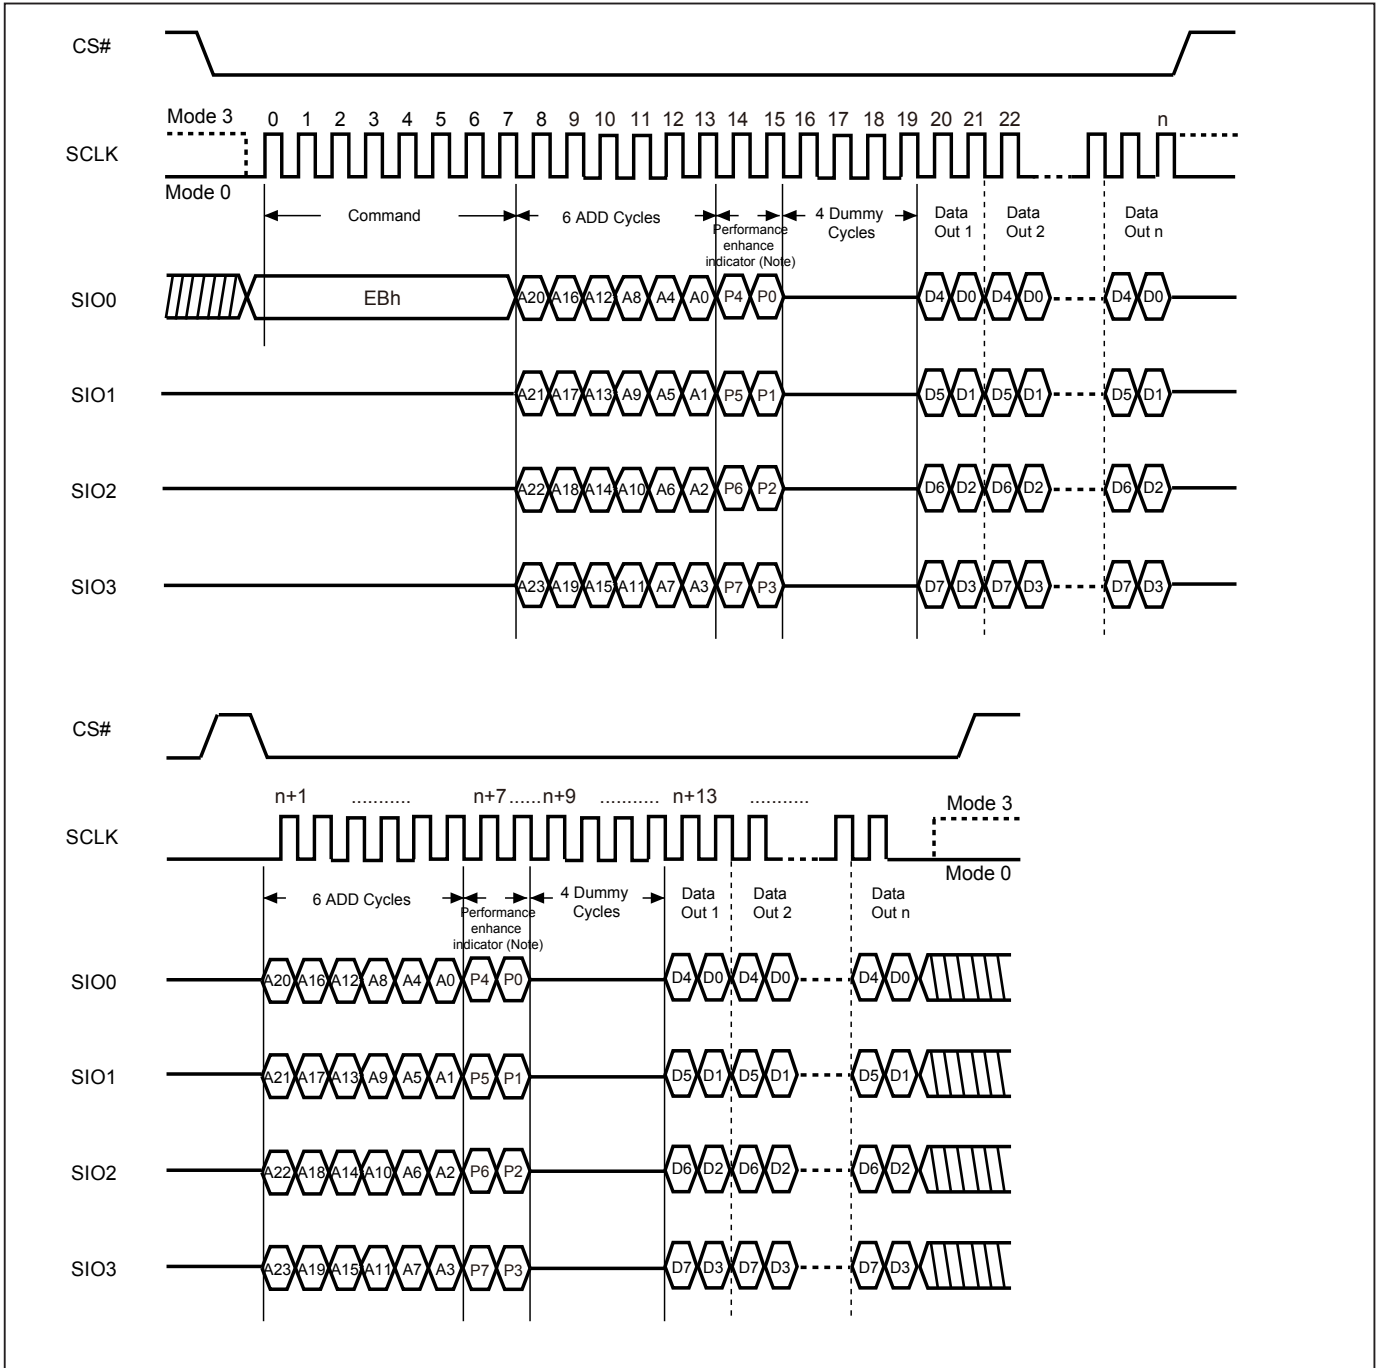 CS#
Mode 3
0 1 2 3 4 5 6 7 8 9 10 11 12 13 14 15 16 17 18 19 20 21 22 n
SCLK
Mode 0
Command 6 ADD Cycles Performance enhance indicator (Note) 4 Dummy Cycles Data Out 1 Data Out 2 Data Out n
SIO0 EBh A20 A16 A12 A8 A4 A0 P4 P0 D4 D0 D4 D0 D4 D0
SIO1 A21 A17 A13 A9 A5 A1 P5 P1 D5 D1 D5 D1 D5 D1
SIO2 A22 A18 A14 A10 A6 A2 P6 P2 D6 D2 D6 D2 D6 D2
SIO3 A23 A19 A15 A11 A7 A3 P7 P3 D7 D3 D7 D3 D7 D3
CS#
n+1 ........... n+7 ...... n+9 ........... n+13 ...........
Mode 3
SCLK
Mode 0
6 ADD Cycles Performance enhance indicator (Note) 4 Dummy Cycles Data Out 1 Data Out 2 Data Out n
SIO0 A20 A16 A12 A8 A4 A0 P4 P0 D4 D0 D4 D0 D4 D0
SIO1 A21 A17 A13 A9 A5 A1 P5 P1 D5 D1 D5 D1 D5 D1
SIO2 A22 A18 A14 A10 A6 A2 P6 P2 D6 D2 D6 D2 D6 D2
SIO3 A23 A19 A15 A11 A7 A3 P7 P3 D7 D3 D7 D3 D7 D3